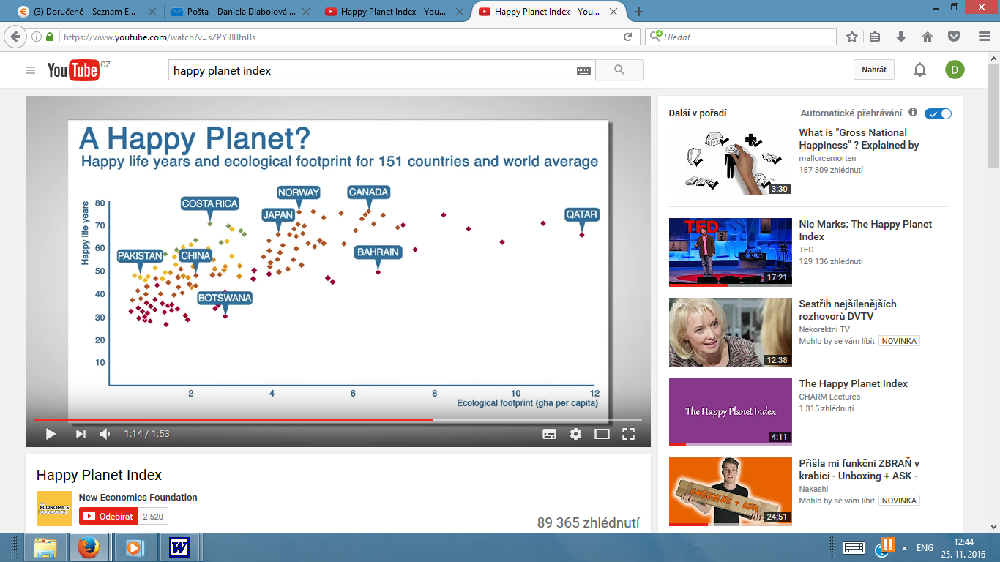 (3) Doručené – Seznam E...
Pošta – Daniela Dlabolová ...
Happy Planet Index - You...
Happy Planet Index - You...
https://www.youtube.com/watch?v=sZPYI8BfnBs
Hledat
YouTube CZ
happy planet index
Nahrát
D
A Happy Planet?
Happy life years and ecological footprint for 151 countries and world average
Happy life years
80
70
60
50
40
30
20
10
COSTA RICA
NORWAY
CANADA
JAPAN
QATAR
PAKISTAN
CHINA
BAHRAIN
BOTSWANA
2
4
6
8
10
12
Ecological footprint (gha per capita)
1:14 / 1:53
Happy Planet Index
NEW ECONOMICS FOUNDATION
New Economics Foundation
Odebírat
2 520
89 365 zhlédnutí
Další v pořadí
Automatické přehrávání
3:30
What is "Gross National
Happiness" ? Explained by
mallorcamorten
187 309 zhlédnutí
TED
17:21
Nic Marks: The Happy Planet
Index
TED
129 136 zhlédnutí
12:38
Sestřih nejšílenějších
rozhovorů DVTV
Nekorektní TV
Mohlo by se vám líbit NOVINKA
The Happy Planet Index
4:11
The Happy Planet Index
CHARM Lectures
1 315 zhlédnutí
UNBOXING + ASK
24:51
Přišla mi funkční ZBRAŇ v
krabici - Unboxing + ASK -
Nakashi
Mohlo by se vám líbit NOVINKA
W
ENG
12:44
25. 11. 2016